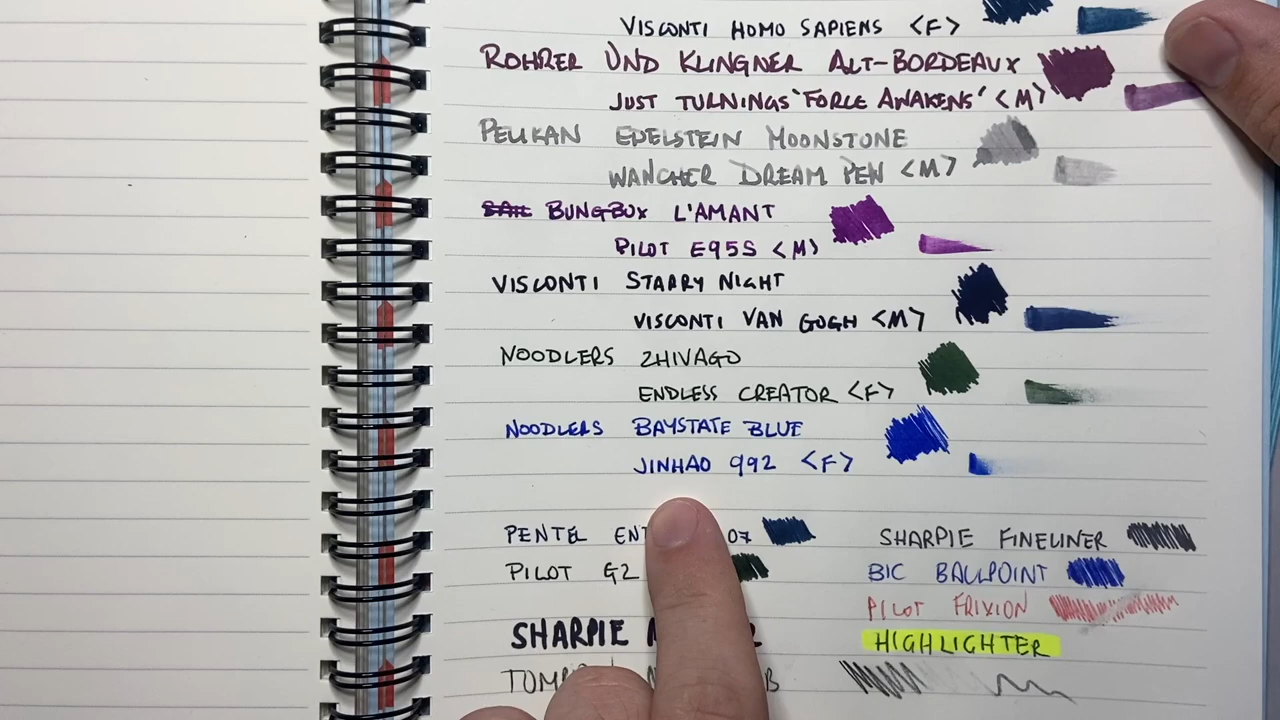 VISCONTI HOMO SAPIENS <F>
ROHRER UND KLINGNER ALT-BORDEAUX
JUST TURNINGS 'FORCE AWAKENS' <M>
PELIKAN EDELSTEIN MOONSTONE
WANCHER DREAM PEN <M>
SAIL BUNGBOX L'AMANT
PILOT E95S <M>
VISCONTI STARRY NIGHT
VISCONTI VAN GOGH <M>
NOODLERS ZHIVAGO
ENDLESS CREATOR <F>
NOODLERS BAYSTATE BLUE
JINHAO 992 <F>
PENTEL 07
PILOT G2
SHARPIE
SHARPIE FINELINER
BIC BALLPOINT
PILOT FRIXION
HIGHLIGHTER